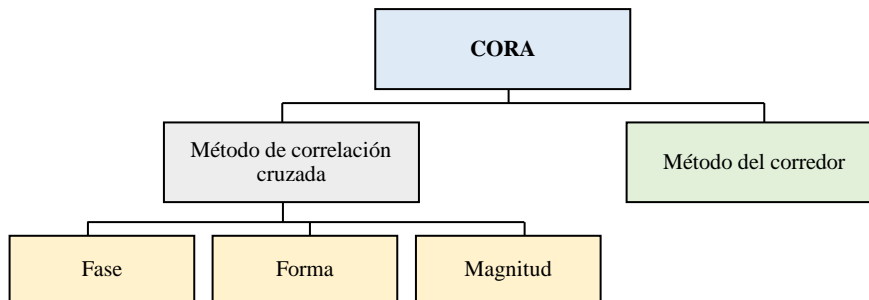 CORA
Método de correlación
cruzada
Método del corredor
Fase
Forma
Magnitud